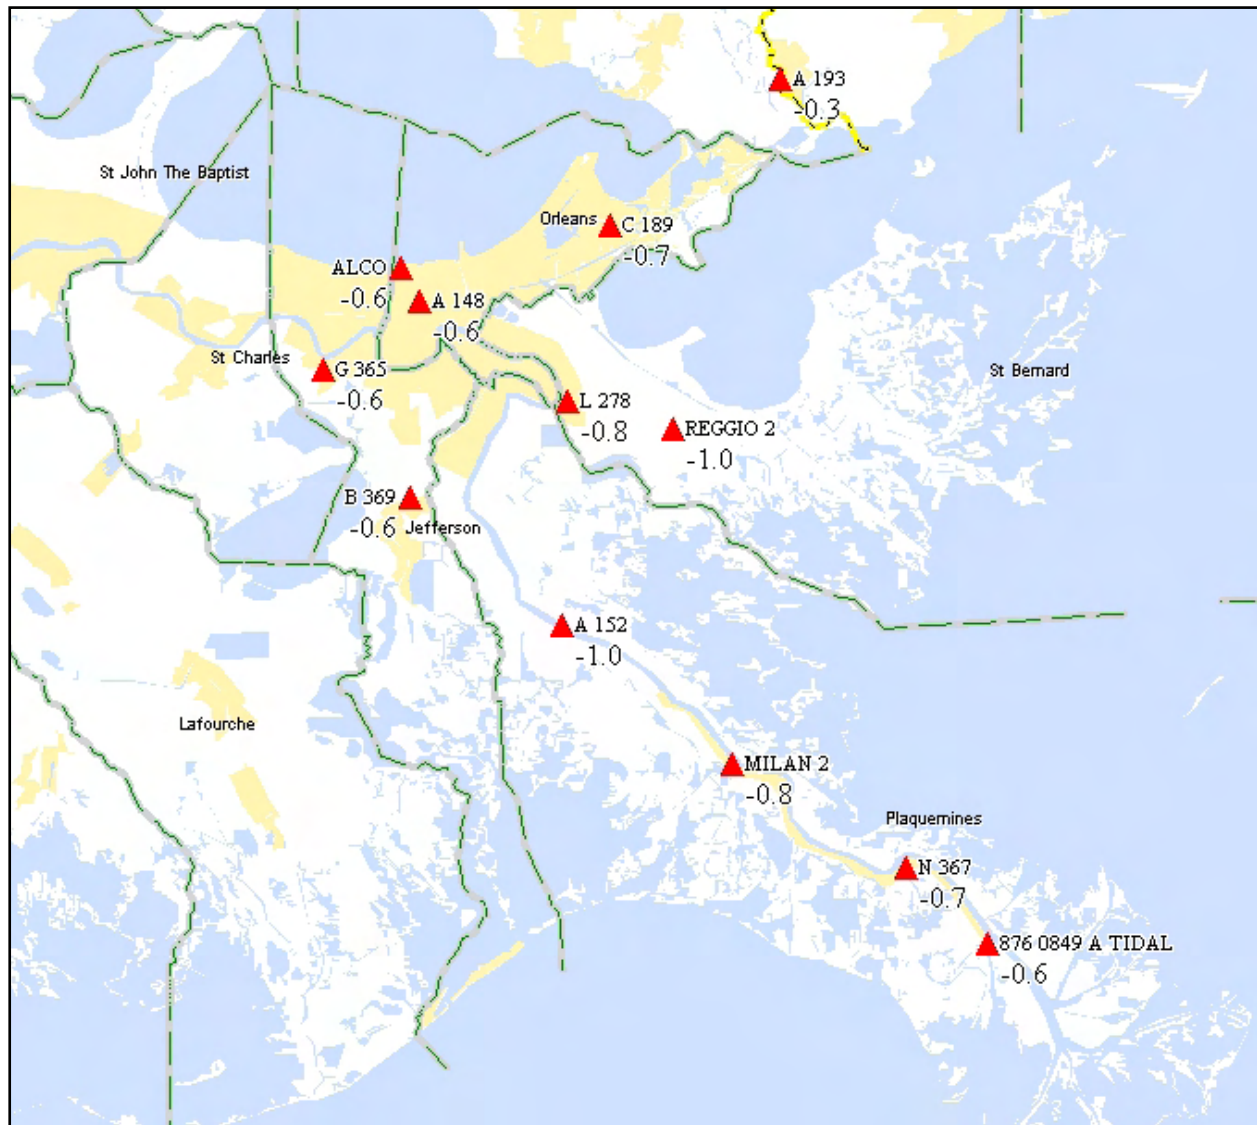 A 193
-0.3
St John The Baptist
Orleans
C 189
-0.7
ALCO
-0.6
A 148
-0.6
St Charles
G 365
-0.6
St Bernard
L 278
-0.8
REGGIO 2
-1.0
B 369
-0.6
Jefferson
A 152
-1.0
Lafourche
MILAN 2
-0.8
Plaquemines
N 367
-0.7
876 0849 A TIDAL
-0.6